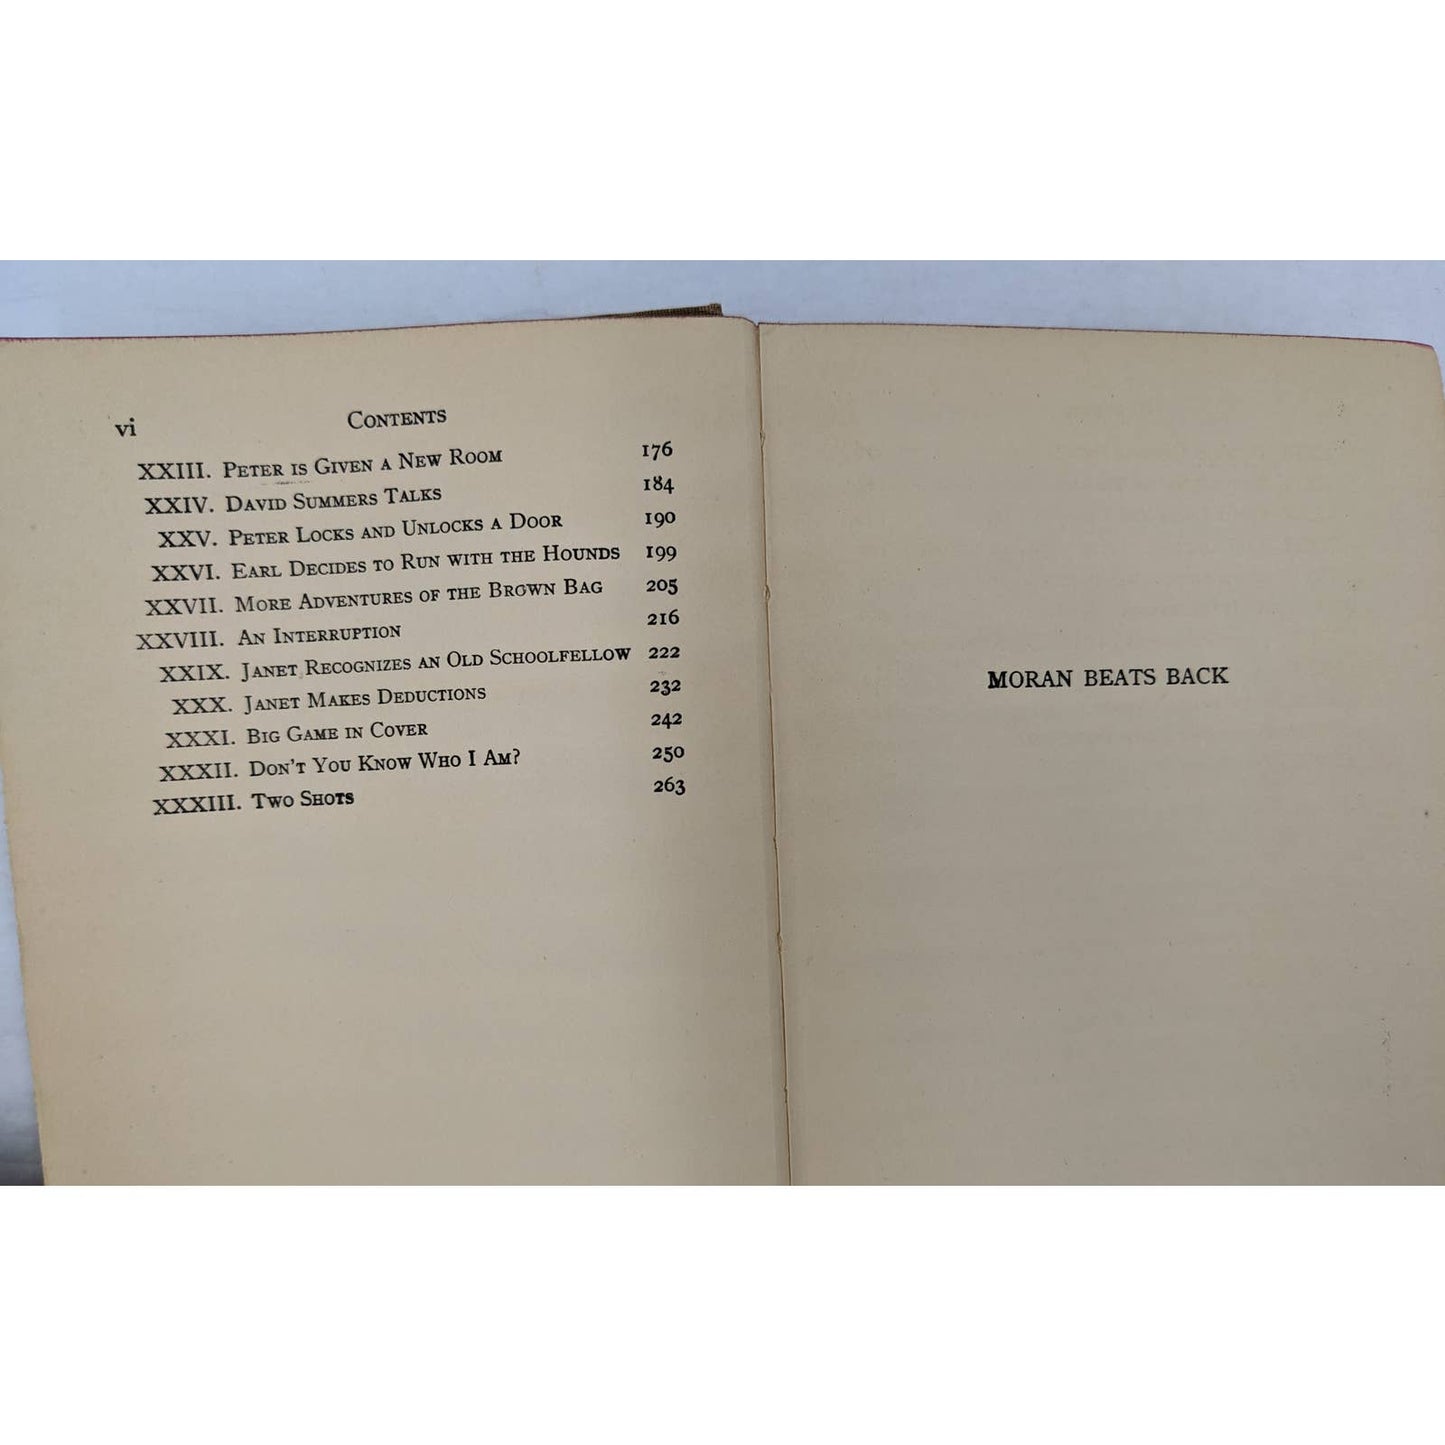 vi CONTENTS
XXIII. PETER IS GIVEN A NEW ROOM 176
XXIV. DAVID SUMMERS TALKS 184
XXV. PETER LOCKS AND UNLOCKS A DOOR 190
XXVI. EARL DECIDES TO RUN WITH THE HOUNDS 199
XXVII. MORE ADVENTURES OF THE BROWN BAG 205
XXVIII. AN INTERRUPTION 216
XXIX. JANET RECOGNIZES AN OLD SCHOOLFELLOW 222
XXX. JANET MAKES DEDUCTIONS 232
XXXI. BIG GAME IN COVER 242
XXXII. DON'T YOU KNOW WHO I AM? 250
XXXIII. TWO SHOTS 263
MORAN BEATS BACK